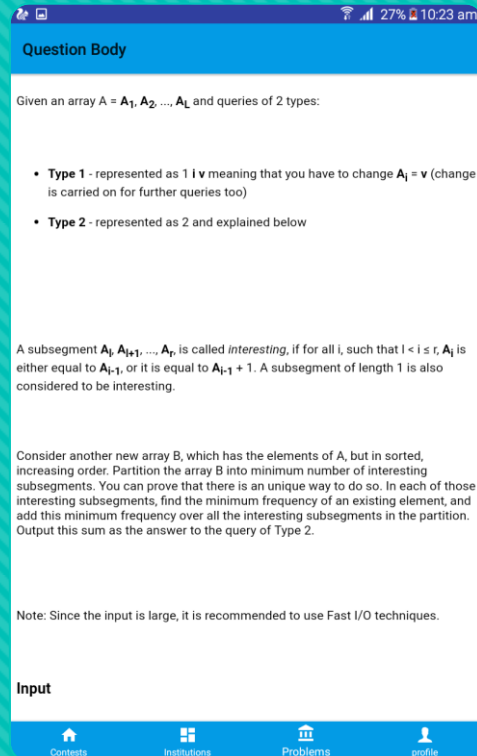 27% 10:23 am
Question Body
Given an array A = A1, A2, ..., AL and queries of 2 types:
• Type 1 - represented as 1 i v meaning that you have to change Ai = v (change
is carried on for further queries too)
• Type 2 - represented as 2 and explained below
A subsegment Al, Al+1, ..., Ar, is called interesting, if for all i, such that l < i ≤ r, Ai is
either equal to Ai-1, or it is equal to Ai-1 + 1. A subsegment of length 1 is also
considered to be interesting.
Consider another new array B, which has the elements of A, but in sorted,
increasing order. Partition the array B into minimum number of interesting
subsegments. You can prove that there is an unique way to do so. In each of those
interesting subsegments, find the minimum frequency of an existing element, and
add this minimum frequency over all the interesting subsegments in the partition.
Output this sum as the answer to the query of Type 2.
Note: Since the input is large, it is recommended to use Fast I/O techniques.
Input
Contests Institutions Problems profile